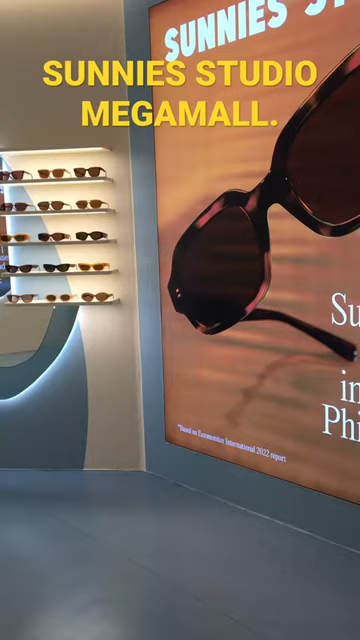 SUNNIES STUDIO
MEGAMALL.
SUNNIES
Su
in
Phi
*Based on Euromonitor International 2022 report